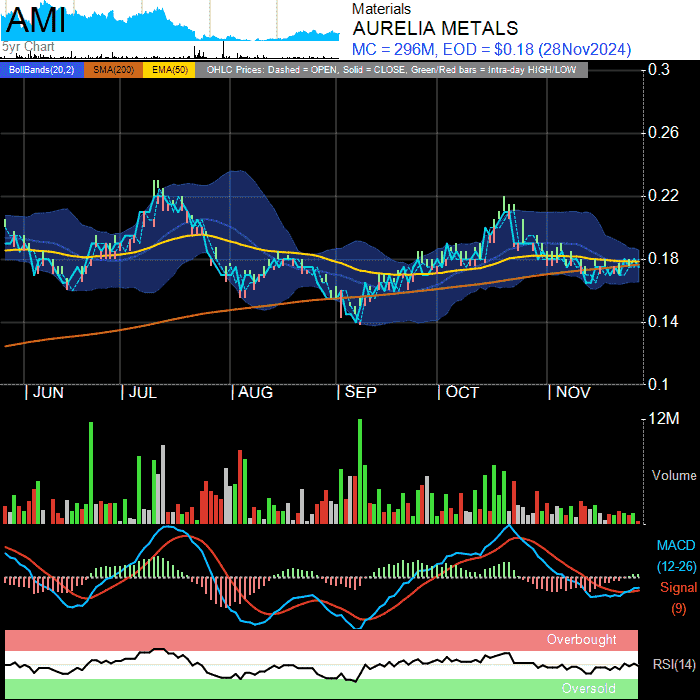 AMI
5yr Chart
Materials
AURELIA METALS
MC = 296M, EOD = $0.18 (28Nov2024)
BollBands(20,2) SMA(200) EMA(50) OHLC Prices: Dashed = OPEN, Solid = CLOSE, Green/Red bars = Intra-day HIGH/LOW
0.3
0.26
0.22
0.18
0.14
0.1
JUN JUL AUG SEP OCT NOV
12M
Volume
MACD
(12-26)
Signal
(9)
Overbought
RSI(14)
Oversold